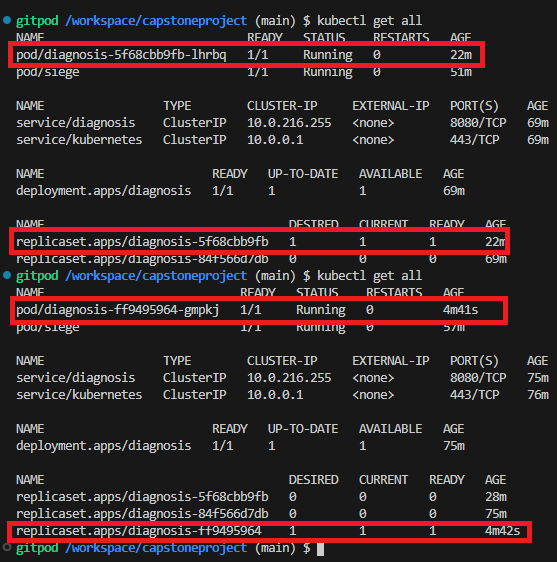 gitpod /workspace/capstoneproject (main) $ kubectl get all
NAME READY STATUS RESTARTS AGE
pod/diagnosis-5f68cbb9fb-lhrbq 1/1 Running 0 22m
pod/siege 1/1 Running 0 51m
NAME TYPE CLUSTER-IP EXTERNAL-IP PORT(S) AGE
service/diagnosis ClusterIP 10.0.216.255 <none> 8080/TCP 69m
service/kubernetes ClusterIP 10.0.0.1 <none> 443/TCP 69m
NAME READY UP-TO-DATE AVAILABLE AGE
deployment.apps/diagnosis 1/1 1 1 69m
NAME DESIRED CURRENT READY AGE
replicaset.apps/diagnosis-5f68cbb9fb 1 1 1 22m
replicaset.apps/diagnosis-84f566d7db 0 0 0 69m
gitpod /workspace/capstoneproject (main) $ kubectl get all
NAME READY STATUS RESTARTS AGE
pod/diagnosis-ff9495964-gmpkj 1/1 Running 0 4m41s
pod/siege 1/1 Running 0 57m
NAME TYPE CLUSTER-IP EXTERNAL-IP PORT(S) AGE
service/diagnosis ClusterIP 10.0.216.255 <none> 8080/TCP 75m
service/kubernetes ClusterIP 10.0.0.1 <none> 443/TCP 76m
NAME READY UP-TO-DATE AVAILABLE AGE
deployment.apps/diagnosis 1/1 1 1 75m
NAME DESIRED CURRENT READY AGE
replicaset.apps/diagnosis-5f68cbb9fb 0 0 0 28m
replicaset.apps/diagnosis-84f566d7db 0 0 0 75m
replicaset.apps/diagnosis-ff9495964 1 1 1 4m42s
gitpod /workspace/capstoneproject (main) $